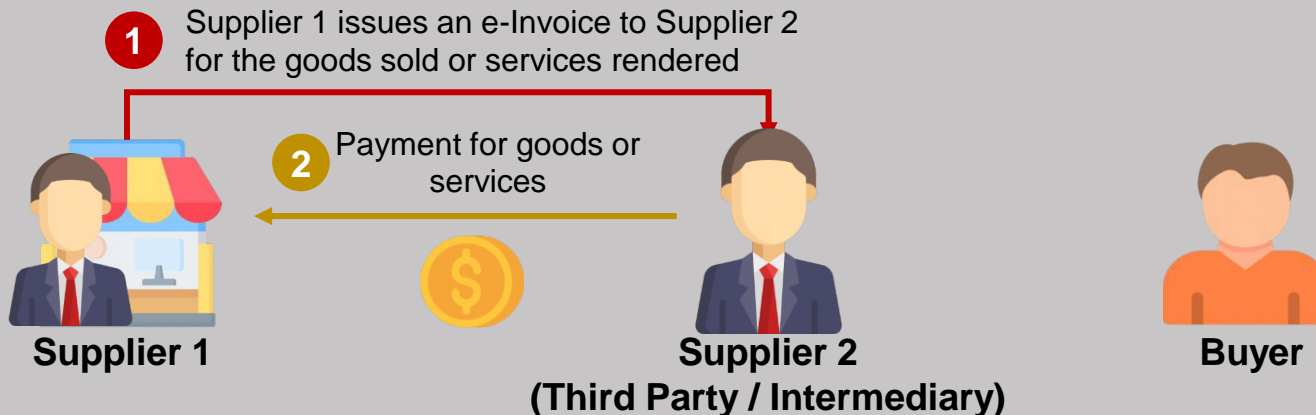 1
Supplier 1 issues an e-Invoice to Supplier 2
for the goods sold or services rendered
2
Payment for goods or
services
$
Supplier 1
Supplier 2
(Third Party / Intermediary)
Buyer